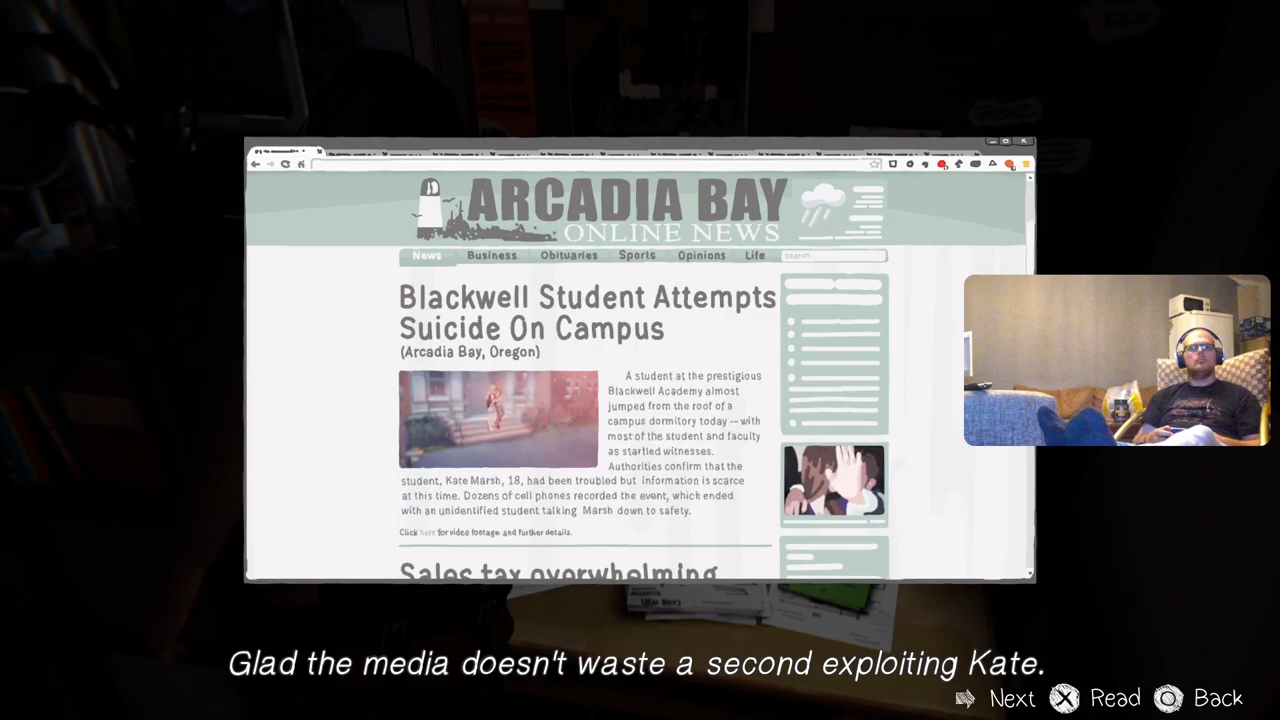 ARCADIA BAY
ONLINE NEWS
News Business Obituaries Sports Opinions Life Search
Blackwell Student Attempts
Suicide On Campus
(Arcadia Bay, Oregon)
A student at the prestigious
Blackwell Academy almost
jumped from the roof of a
campus dormitory today -- with
most of the student and faculty
as startled witnesses.
Authorities confirm that the
student, Kate Marsh, 18, had been troubled but information is scarce
at this time. Dozens of cell phones recorded the event, which ended
with an unidentified student talking Marsh down to safety.
Click here for video footage and further details.
Sales tax overwhelming
Glad the media doesn't waste a second exploiting Kate.
Next Read Back